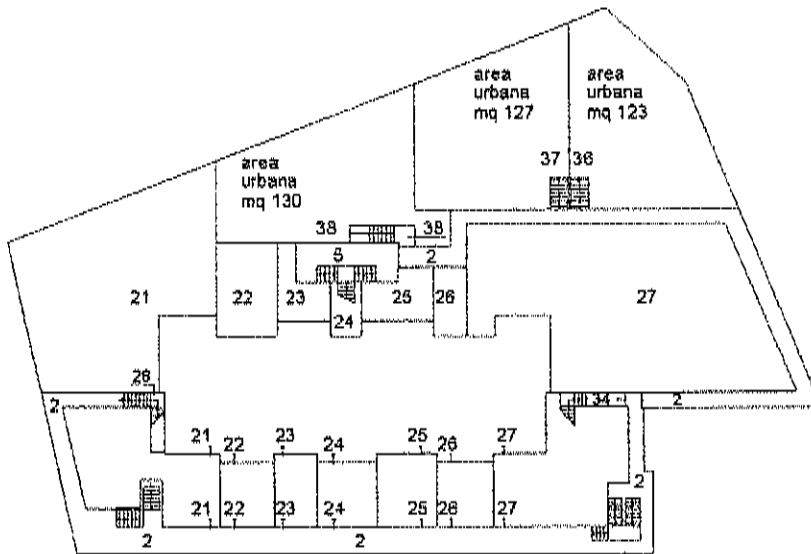 area
urbana
mq 127
area
urbana
mq 123
area
urbana
mq 130
37 36
38 38
5 2
21 22 23 25 26 27
24
28
2 34 2
21 22 23 24 25 26 27
2
21 22 23 24 25 26 27
2 2